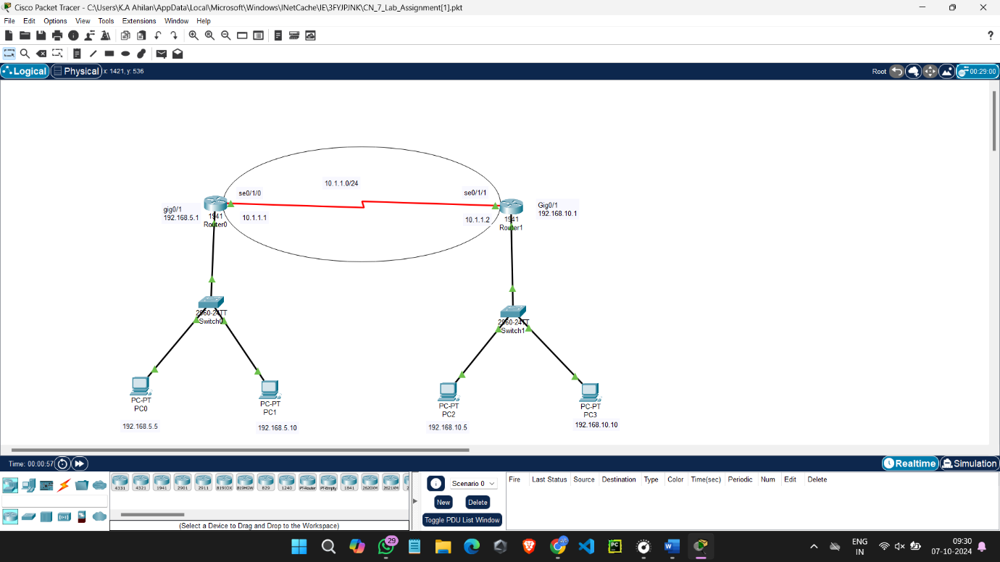 Cisco Packet Tracer - C:\Users\K.A Ahilan\AppData\Local\Microsoft\Windows\INetCache\IE\3FYJPJNK\CN_7_Lab_Assignment[1].pkt
File Edit Options View Tools Extensions Window Help
Logical Physical x: 1421, y: 536 Root 00:29:00
10.1.1.0/24
se0/1/0 se0/1/1
gig0/1
192.168.5.1
1941
Router0
10.1.1.1
10.1.1.2
1941
Router1
Gig0/1
192.168.10.1
2960-24TT
Switch0
2960-24TT
Switch1
PC-PT
PC0
192.168.5.5
PC-PT
PC1
192.168.5.10
PC-PT
PC2
192.168.10.5
PC-PT
PC3
192.168.10.10
Time: 00:00:57 Realtime Simulation
4331 4321 1941 2901 2911 819IOX 819HGW 829 1240 PT-Router PT-Empty 1841 2620XM 2621XM
(Select a Device to Drag and Drop to the Workspace)
Scenario 0
New Delete
Toggle PDU List Window
Fire Last Status Source Destination Type Color Time(sec) Periodic Num Edit Delete
29
PC
ENG
IN
09:30
07-10-2024